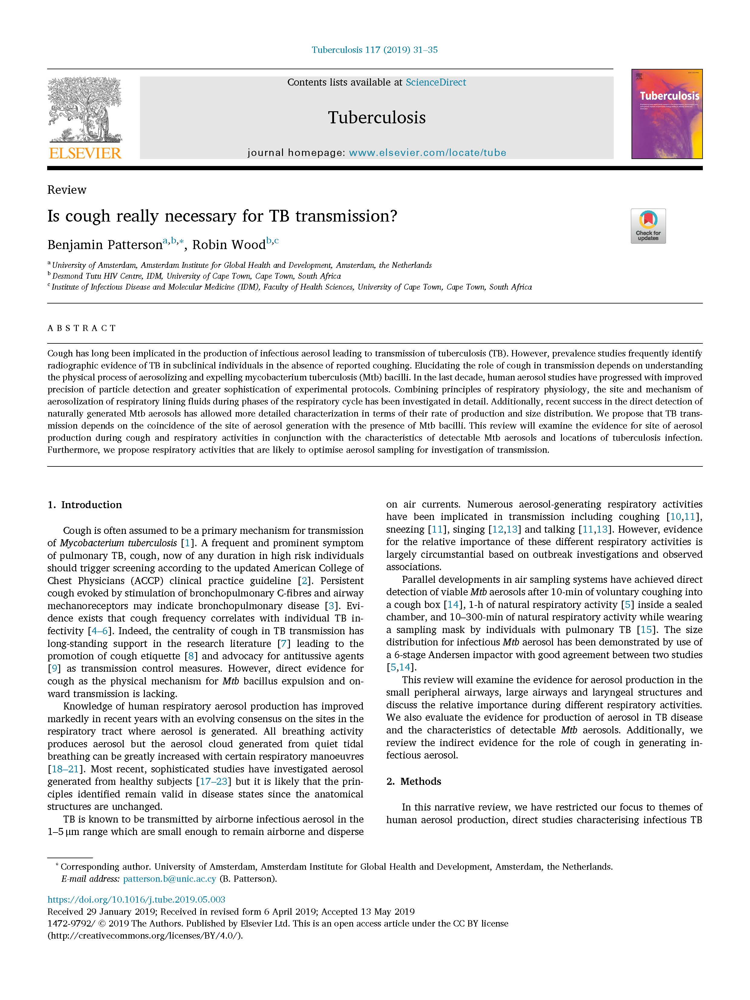 Tuberculosis 117 (2019) 31–35
Contents lists available at ScienceDirect
Tuberculosis
journal homepage: www.elsevier.com/locate/tube
NON SOLUS
ELSEVIER
Tuberculosis
Review
Is cough really necessary for TB transmission?
Check for
updates
Benjamin Patterson^a,b,∗, Robin Wood^b,c
a University of Amsterdam, Amsterdam Institute for Global Health and Development, Amsterdam, the Netherlands
b Desmond Tutu HIV Centre, IDM, University of Cape Town, Cape Town, South Africa
c Institute of Infectious Disease and Molecular Medicine (IDM), Faculty of Health Sciences, University of Cape Town, Cape Town, South Africa
ABSTRACT
Cough has long been implicated in the production of infectious aerosol leading to transmission of tuberculosis (TB). However, prevalence studies frequently identify
radiographic evidence of TB in subclinical individuals in the absence of reported coughing. Elucidating the role of cough in transmission depends on understanding
the physical process of aerosolizing and expelling mycobacterium tuberculosis (Mtb) bacilli. In the last decade, human aerosol studies have progressed with improved
precision of particle detection and greater sophistication of experimental protocols. Combining principles of respiratory physiology, the site and mechanism of
aerosolization of respiratory lining fluids during phases of the respiratory cycle has been investigated in detail. Additionally, recent success in the direct detection of
naturally generated Mtb aerosols has allowed more detailed characterization in terms of their rate of production and size distribution. We propose that TB trans-
mission depends on the coincidence of the site of aerosol generation with the presence of Mtb bacilli. This review will examine the evidence for site of aerosol
production during cough and respiratory activities in conjunction with the characteristics of detectable Mtb aerosols and locations of tuberculosis infection.
Furthermore, we propose respiratory activities that are likely to optimise aerosol sampling for investigation of transmission.
1. Introduction
Cough is often assumed to be a primary mechanism for transmission
of Mycobacterium tuberculosis [1]. A frequent and prominent symptom
of pulmonary TB, cough, now of any duration in high risk individuals
should trigger screening according to the updated American College of
Chest Physicians (ACCP) clinical practice guideline [2]. Persistent
cough evoked by stimulation of bronchopulmonary C-fibres and airway
mechanoreceptors may indicate bronchopulmonary disease [3]. Evi-
dence exists that cough frequency correlates with individual TB in-
fectivity [4–6]. Indeed, the centrality of cough in TB transmission has
long-standing support in the research literature [7] leading to the
promotion of cough etiquette [8] and advocacy for antitussive agents
[9] as transmission control measures. However, direct evidence for
cough as the physical mechanism for Mtb bacillus expulsion and on-
ward transmission is lacking.
Knowledge of human respiratory aerosol production has improved
markedly in recent years with an evolving consensus on the sites in the
respiratory tract where aerosol is generated. All breathing activity
produces aerosol but the aerosol cloud generated from quiet tidal
breathing can be greatly increased with certain respiratory manoeuvres
[18–21]. Most recent, sophisticated studies have investigated aerosol
generated from healthy subjects [17–23] but it is likely that the prin-
ciples identified remain valid in disease states since the anatomical
structures are unchanged.
TB is known to be transmitted by airborne infectious aerosol in the
1–5 μm range which are small enough to remain airborne and disperse
on air currents. Numerous aerosol-generating respiratory activities
have been implicated in transmission including coughing [10,11],
sneezing [11], singing [12,13] and talking [11,13]. However, evidence
for the relative importance of these different respiratory activities is
largely circumstantial based on outbreak investigations and observed
associations.
Parallel developments in air sampling systems have achieved direct
detection of viable Mtb aerosols after 10-min of voluntary coughing into
a cough box [14], 1-h of natural respiratory activity [5] inside a sealed
chamber, and 10–300-min of natural respiratory activity while wearing
a sampling mask by individuals with pulmonary TB [15]. The size
distribution for infectious Mtb aerosol has been demonstrated by use of
a 6-stage Andersen impactor with good agreement between two studies
[5,14].
This review will examine the evidence for aerosol production in the
small peripheral airways, large airways and laryngeal structures and
discuss the relative importance during different respiratory activities.
We also evaluate the evidence for production of aerosol in TB disease
and the characteristics of detectable Mtb aerosols. Additionally, we
review the indirect evidence for the role of cough in generating in-
fectious aerosol.
2. Methods
In this narrative review, we have restricted our focus to themes of
human aerosol production, direct studies characterising infectious TB
∗ Corresponding author. University of Amsterdam, Amsterdam Institute for Global Health and Development, Amsterdam, the Netherlands.
E-mail address: patterson.b@unic.ac.cy (B. Patterson).
https://doi.org/10.1016/j.tube.2019.05.003
Received 29 January 2019; Received in revised form 6 April 2019; Accepted 13 May 2019
1472-9792/ © 2019 The Authors. Published by Elsevier Ltd. This is an open access article under the CC BY license
(http://creativecommons.org/licenses/BY/4.0/).